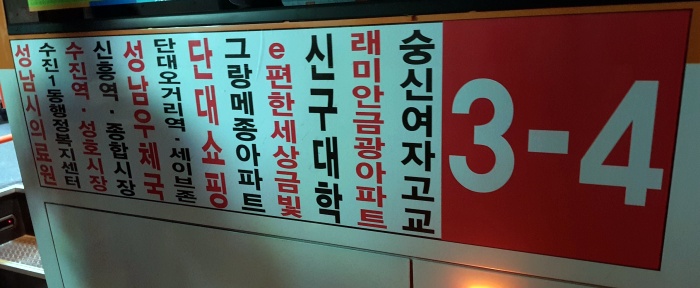 성남시의료원
수진1동행정복지센터
수진역·성호시장
신흥역·종합시장
성남우체국
단대오거리역·세이브존
단대쇼핑
그랑메종아파트
e편한세상금빛
신구대학
래미안금광아파트
숭신여자고교
3-4